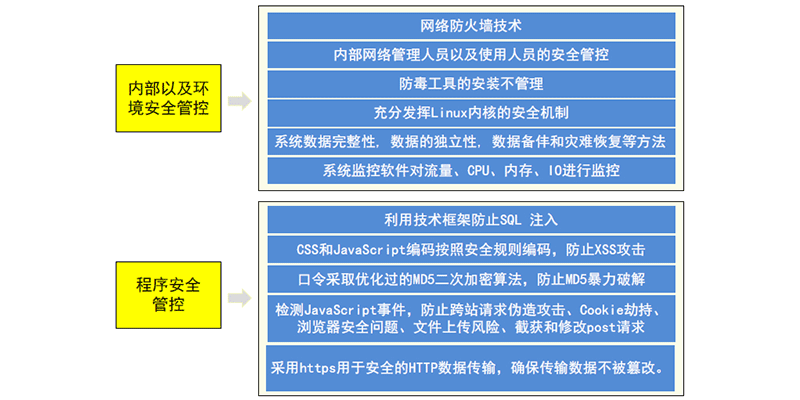 内部以及环
境安全管控
网络防火墙技术
内部网络管理人员以及使用人员的安全管控
防毒工具的安装不管理
充分发挥Linux内核的安全机制
系统数据完整性, 数据的独立性, 数据备佧和灾难恢复等方法
系统监控软件对流量、CPU、内存、IO进行监控
程序安全
管控
利用技术框架防止SQL 注入
CSS和JavaScript编码按照安全规则编码，防止XSS攻击
口令采取优化过的MD5二次加密算法，防止MD5暴力破解
检测JavaScript事件，防止跨站请求伪造攻击、Cookie劫持、
浏览器安全问题、文件上传风险、截获和修改post请求
采用https用于安全的HTTP数据传输，确保传输数据不被篡改。